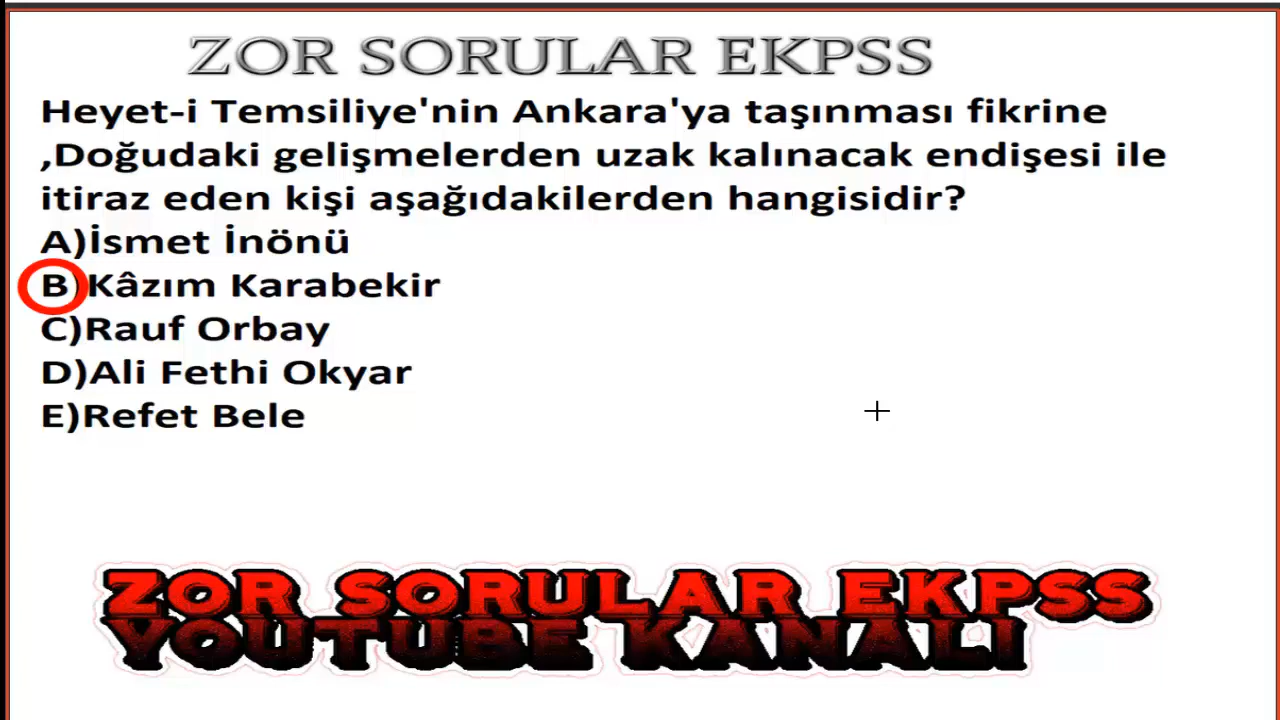 ZOR SORULAR EKPSS
Heyet-i Temsiliye'nin Ankara'ya taşınması fikrine
,Doğudaki gelişmelerden uzak kalınacak endişesi ile
itiraz eden kişi aşağıdakilerden hangisidir?
A)İsmet İnönü
B)Kâzım Karabekir
C)Rauf Orbay
D)Ali Fethi Okyar
E)Refet Bele
ZOR SORULAR EKPSS
YOUTUBE KANALI